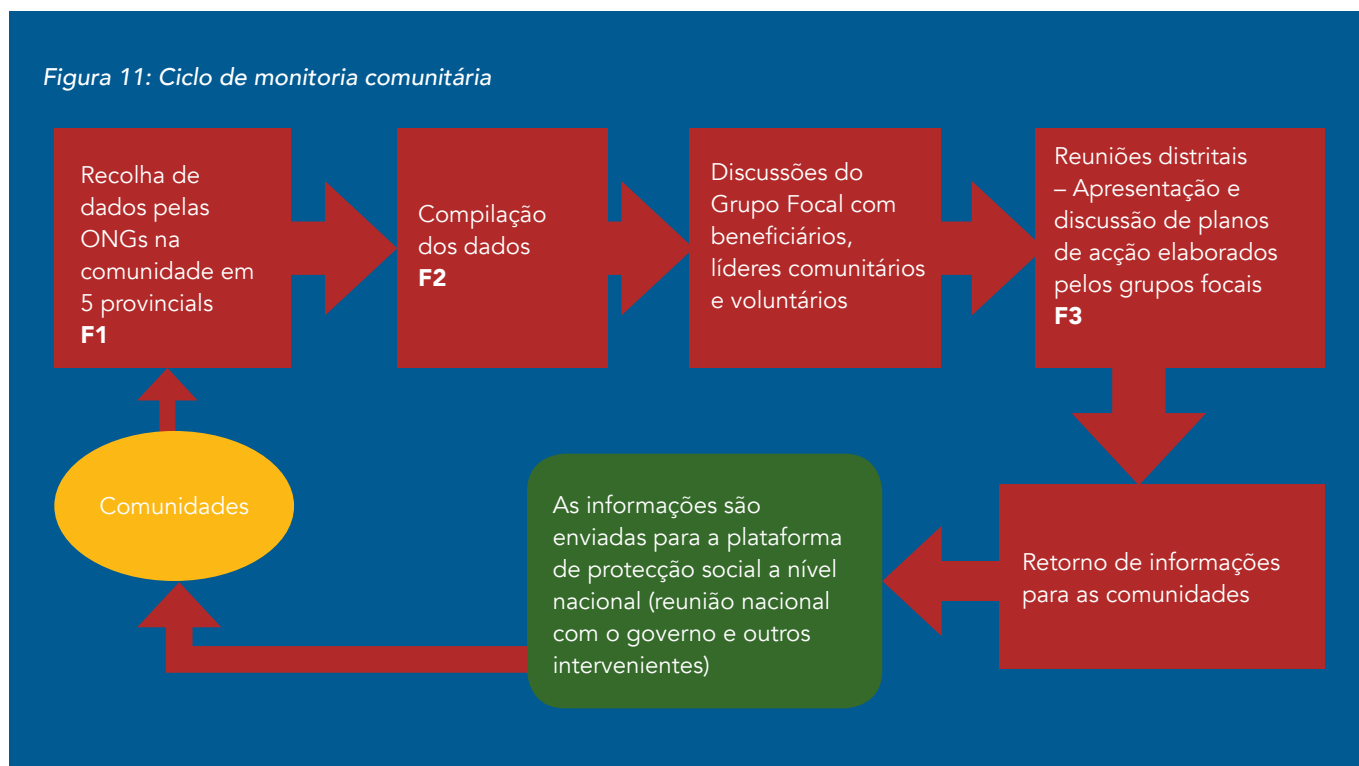 Figura 11: Ciclo de monitoria comunitária
Recolha de
dados pelas
ONGs na
comunidade em
5 provincials
F1
Compilação
dos dados
F2
Discussões do
Grupo Focal com
beneficiários,
líderes comunitários
e voluntários
Reuniões distritais
– Apresentação e
discussão de planos
de acção elaborados
pelos grupos focais
F3
Retorno de informações
para as comunidades
As informações são
enviadas para a plataforma
de protecção social a nível
nacional (reunião nacional
com o governo e outros
intervenientes)
Comunidades